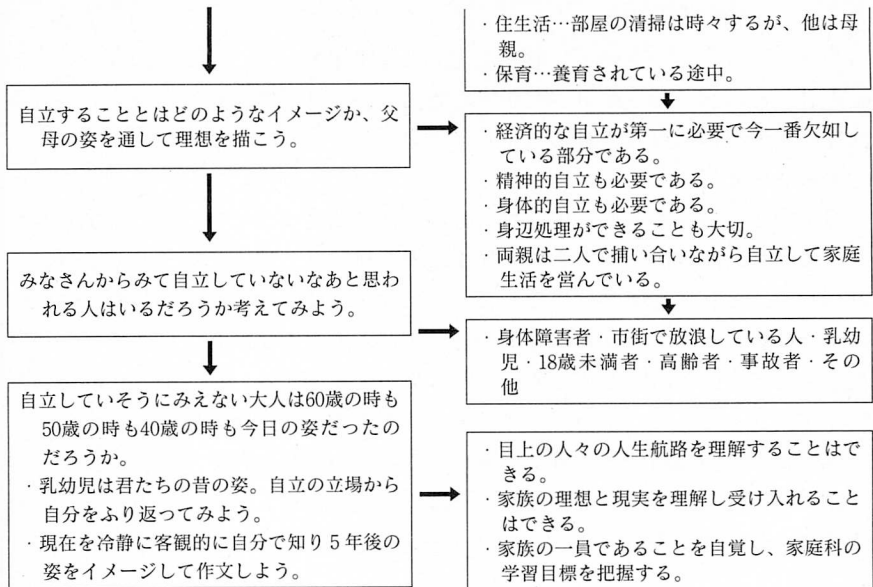 ・住生活…部屋の清掃は時々するが、他は母
親。
・保育…養育されている途中。
自立することとはどのようなイメージか、父
母の姿を通して理想を描こう。
・経済的な自立が第一に必要で今一番欠如し
ている部分である。
・精神的自立も必要である。
・身体的自立も必要である。
・身辺処理ができることも大切。
・両親は二人で捕い合いながら自立して家庭
生活を営んでいる。
みなさんからみて自立していないなあと思わ
れる人はいるだろうか考えてみよう。
・身体障害者・市街で放浪している人・乳幼
児・18歳未満者・高齢者・事故者・その
他
自立していそうにみえない大人は60歳の時も
50歳の時も40歳の時も今日の姿だったの
だろうか。
・乳幼児は君たちの昔の姿。自立の立場から
自分をふり返ってみよう。
・現在を冷静に客観的に自分で知り5年後の
姿をイメージして作文しよう。
・目上の人々の人生航路を理解することはで
きる。
・家族の理想と現実を理解し受け入れること
はできる。
・家族の一員であることを自覚し、家庭科の
学習目標を把握する。